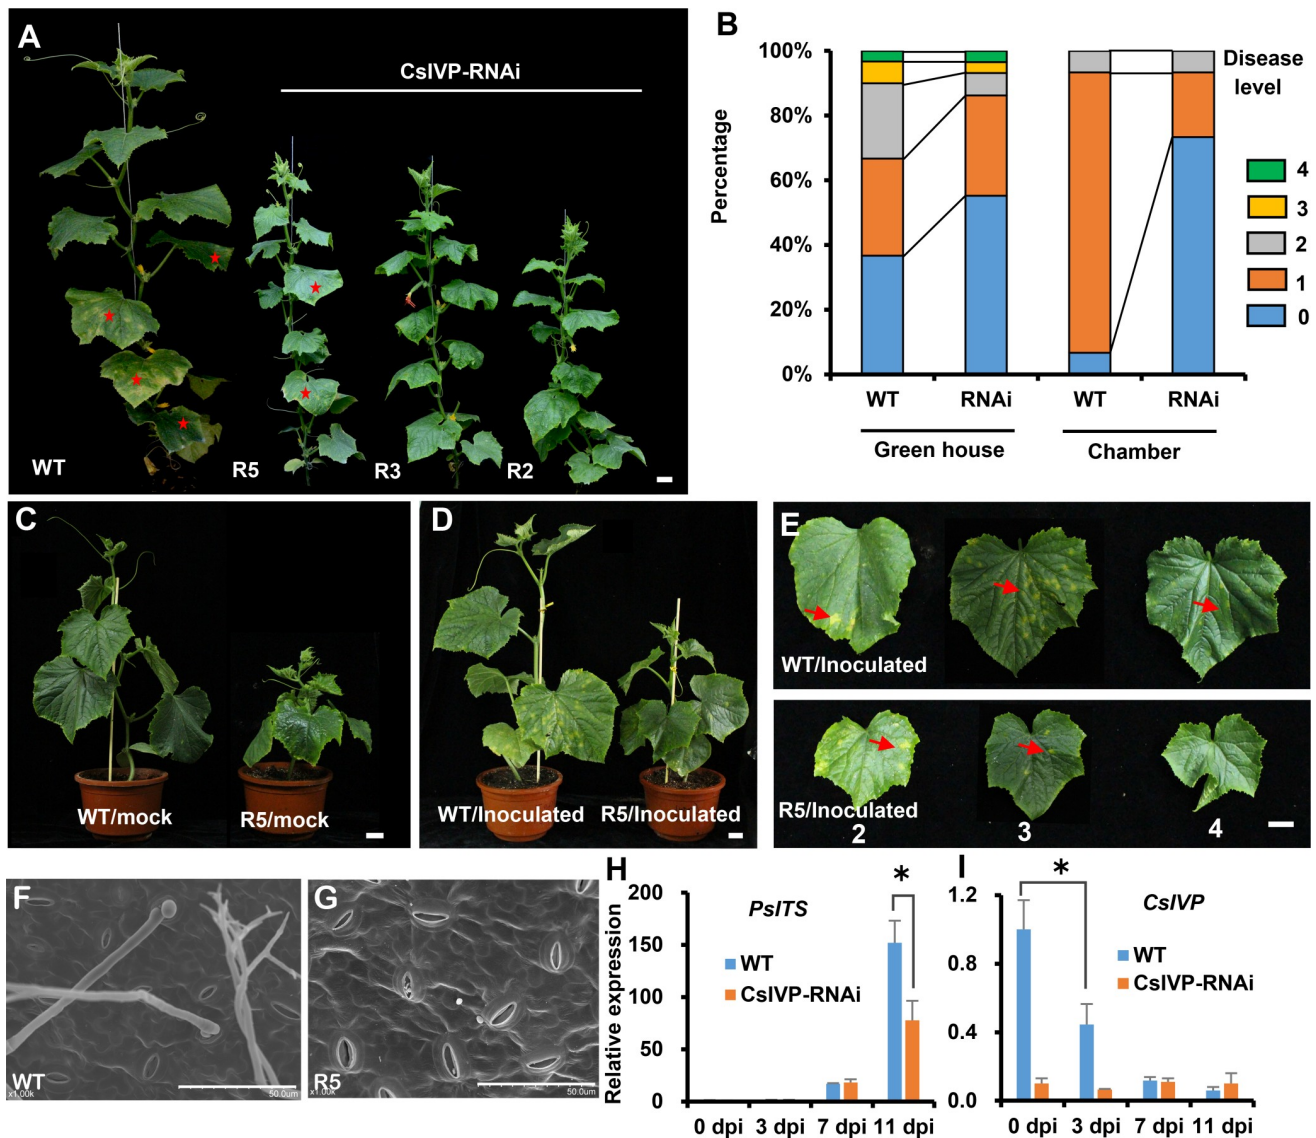 A
CsIVP-RNAi
WT
R5
R3
R2
B
100%
80%
60%
40%
20%
0%
Percentage
WT
RNAi
WT
RNAi
Green house
Chamber
Disease
level
4
3
2
1
0
C
WT/mock
R5/mock
D
WT/Inoculated
R5/Inoculated
E
WT/Inoculated
R5/Inoculated
2
3
4
F
WT
x1.00k
50.0um
G
R5
x1.00k
50.0um
H
Relative expression
200
150
100
50
0
PsITS
WT
CsIVP-RNAi
*
0 dpi
3 dpi
7 dpi
11 dpi
I
1.2
0.8
0.4
0.0
*
CsIVP
WT
CsIVP-RNAi
0 dpi
3 dpi
7 dpi
11 dpi